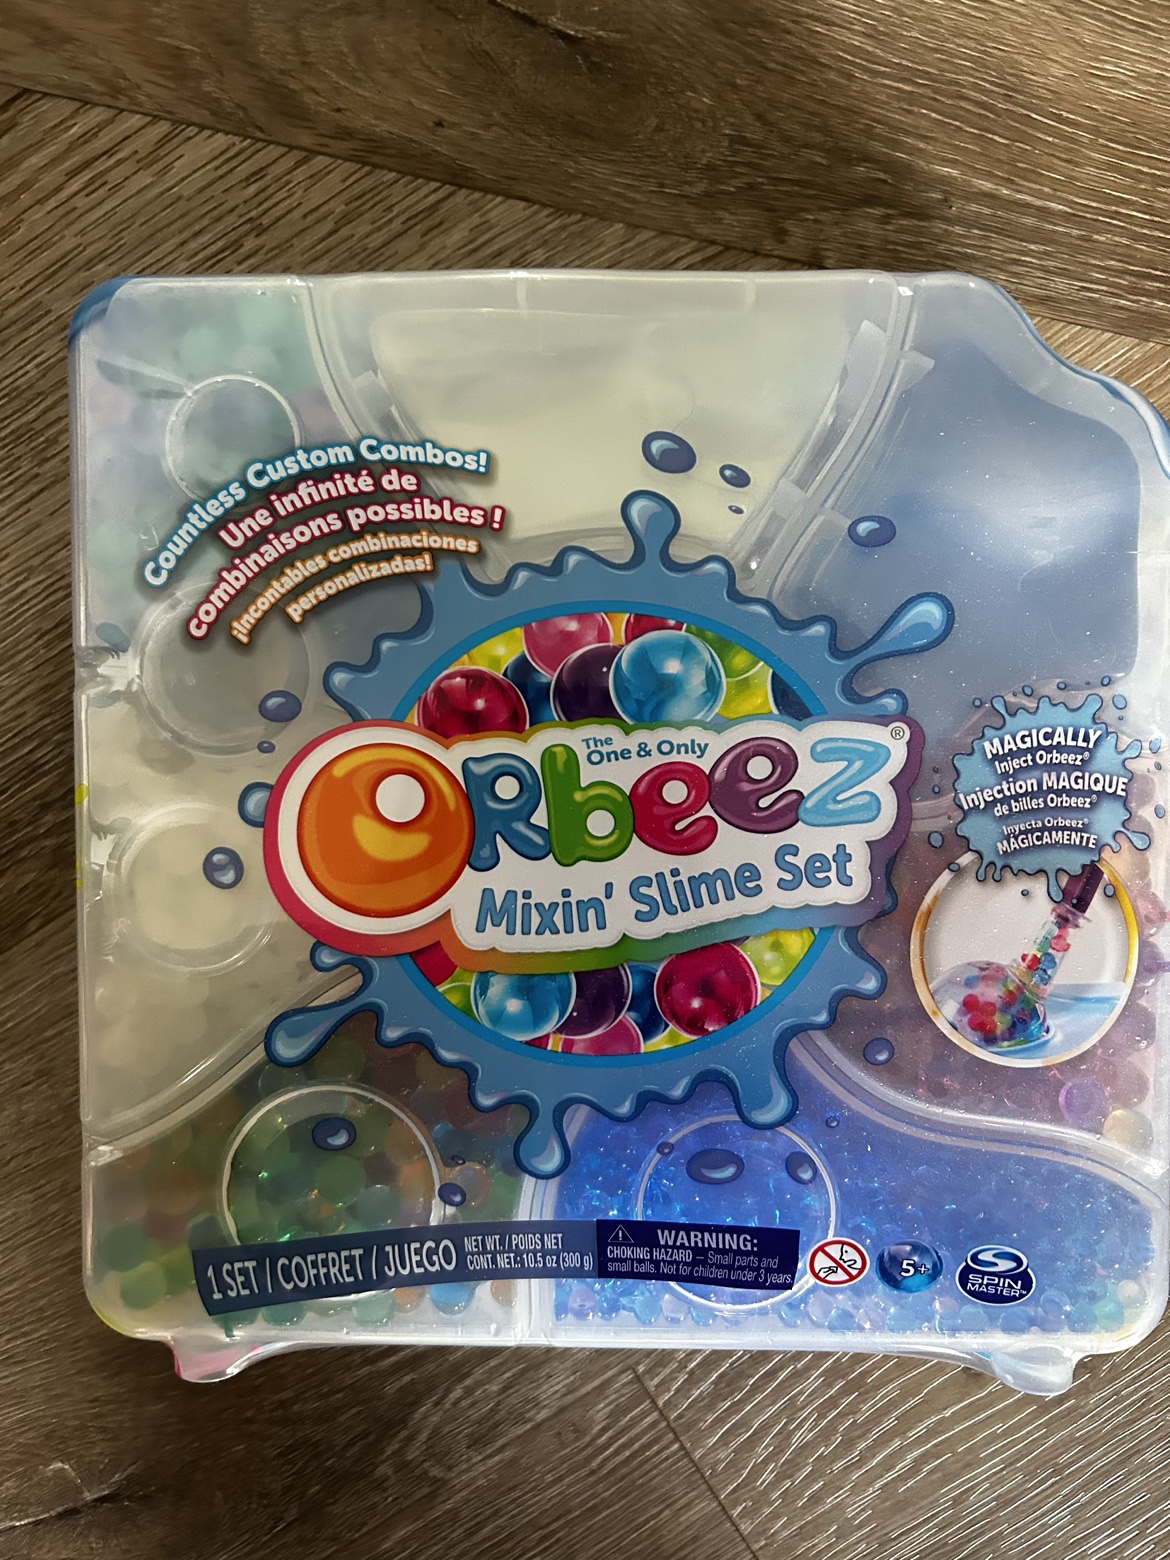 Countless Custom Combos!
Une infinité de
combinaisons possibles !
¡Incontables combinaciones
personalizadas!
The
One & Only
Orbeez®
Mixin' Slime Set
MAGICALLY
Inject Orbeez®
Injection MAGIQUE
de billes Orbeez®
Inyecta Orbeez®
MÁGICAMENTE
1 SET / COFFRET / JUEGO
NET WT. / POIDS NET
CONT. NET.: 10.5 oz (300 g)
WARNING:
CHOKING HAZARD – Small parts and
small balls. Not for children under 3 years.
5+
SPIN
MASTER™